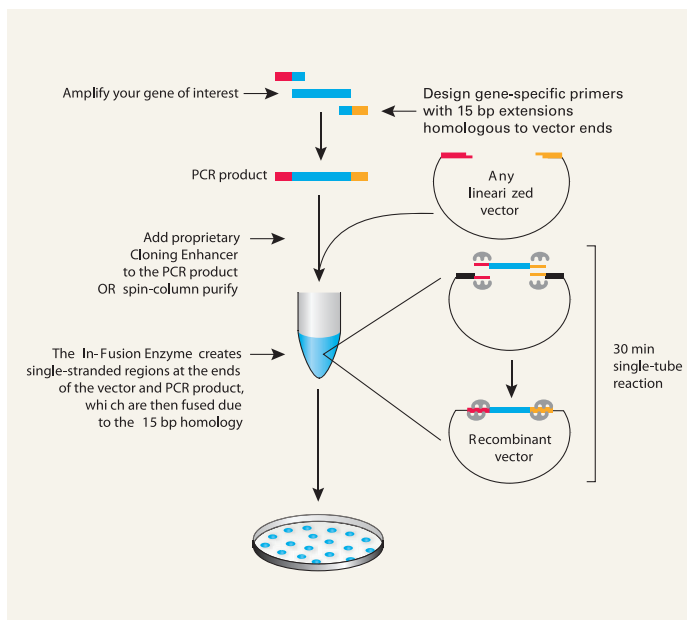 Amplify your gene of interest
Design gene-specific primers
with 15 bp extensions
homologous to vector ends
PCR product
Any
lineari zed
vector
Add proprietary
Cloning Enhancer
to the PCR product
OR spin-column purify
The In-Fusion Enzyme creates
single-stranded regions at the ends
of the vector and PCR product,
whi ch are then fused due
to the 15 bp homology
30 min
single-tube
reaction
Recombinant
vector